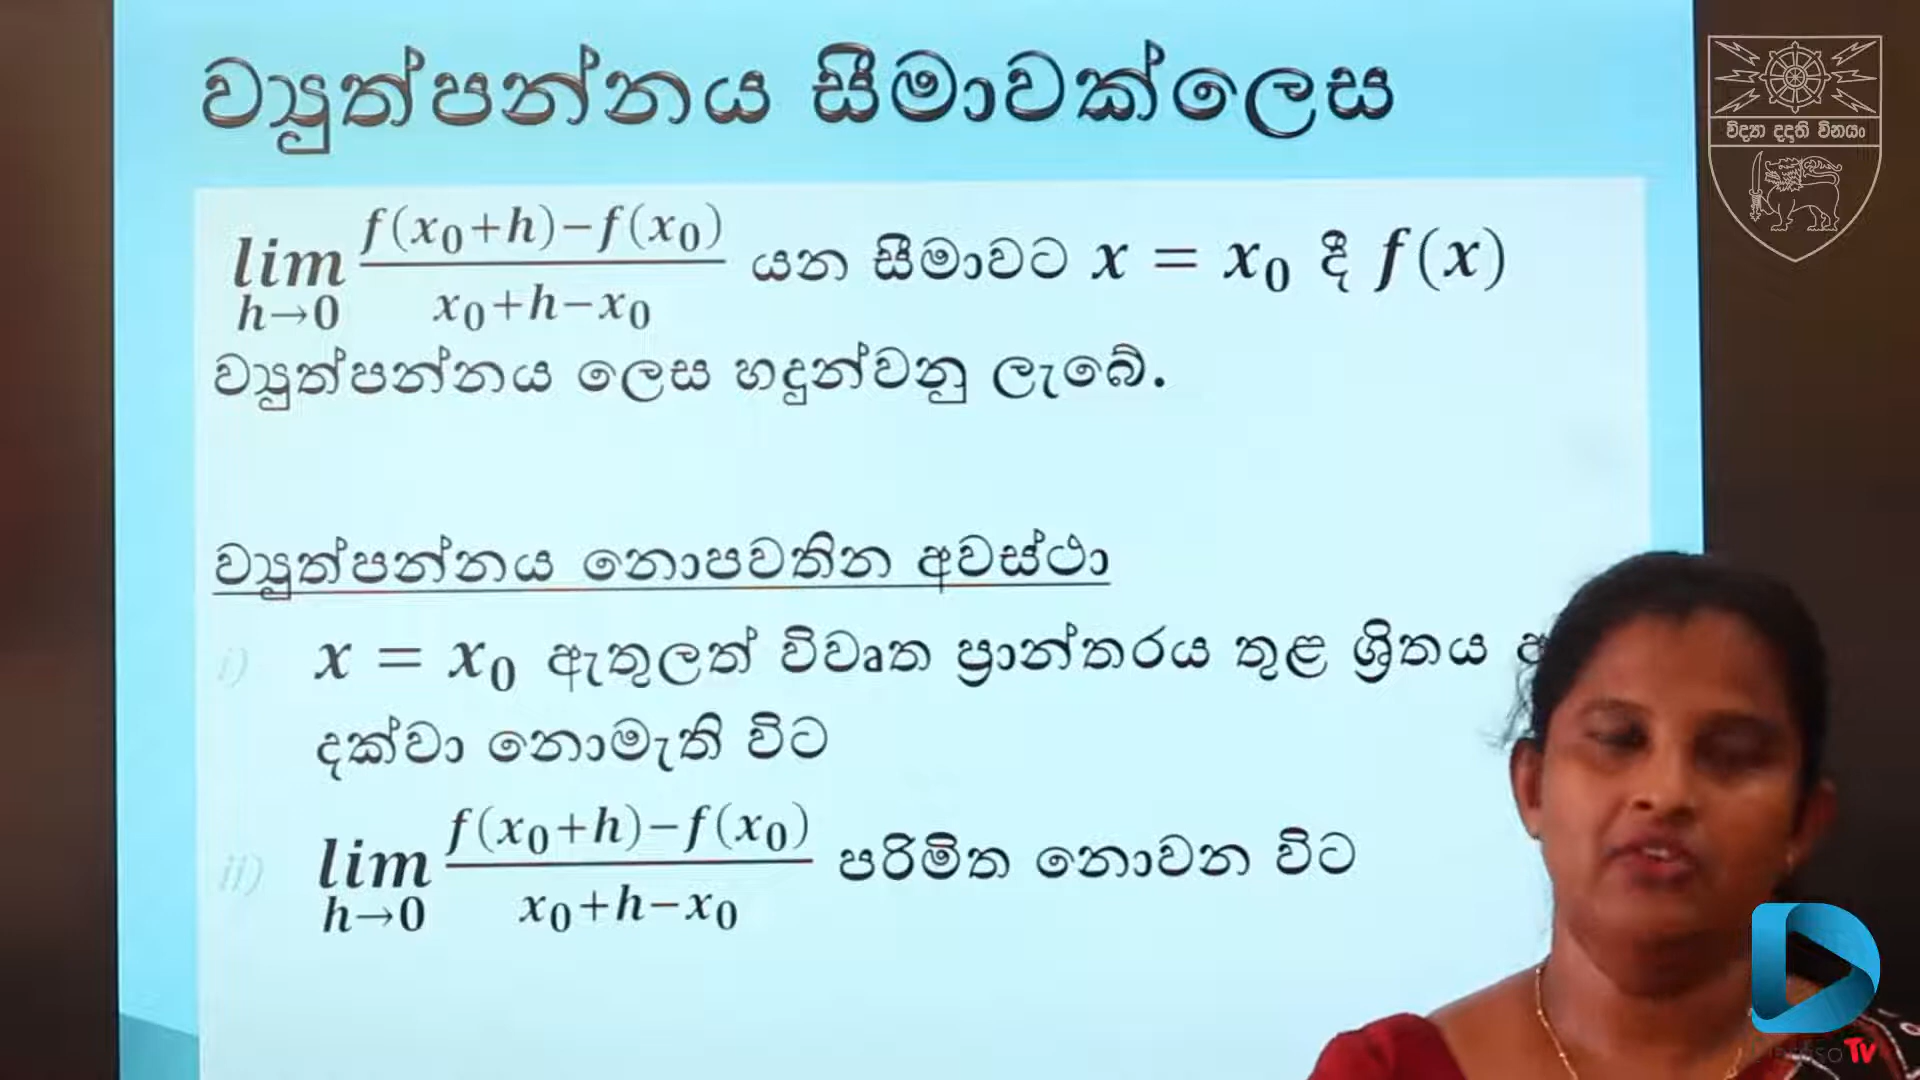 ව්‍යුත්පන්නය සීමාවක්ලෙස
විද්‍යා දදාති විනයං
lim h→0 f(x₀+h)−f(x₀) / x₀+h−x₀ යන සීමාවට x = x₀ දී f(x)
ව්‍යුත්පන්නය ලෙස හඳුන්වනු ලැබේ.
ව්‍යුත්පන්නය නොපවතින අවස්ථා
i) x = x₀ ඇතුලත් විවෘත ප්‍රාන්තරය තුළ ශ්‍රිතය
දක්වා නොමැති විට
ii) lim h→0 f(x₀+h)−f(x₀) / x₀+h−x₀ පරිමිත නොවන විට
Tv